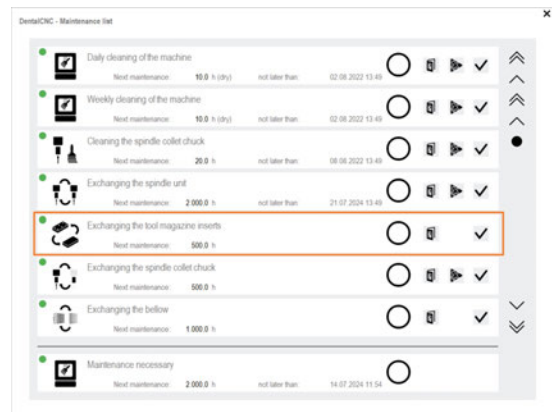 DentalCNC - Maintenance list
Daily cleaning of the machine
Next maintenance: 10.0 h (dry) not later than: 02.08.2022 13:49
Weekly cleaning of the machine
Next maintenance: 10.0 h (dry) not later than: 02.08.2022 13:49
Cleaning the spindle collet chuck
Next maintenance: 20.0 h not later than: 08.08.2022 13:49
Exchanging the spindle unit
Next maintenance: 2 000.0 h not later than: 21.07.2024 13:49
Exchanging the tool magazine inserts
Next maintenance: 500.0 h
Exchanging the spindle collet chuck
Next maintenance: 500.0 h
Exchanging the bellow
Next maintenance: 1 000.0 h
Maintenance necessary
Next maintenance: 2 000.0 h not later than: 14.07.2024 11:54